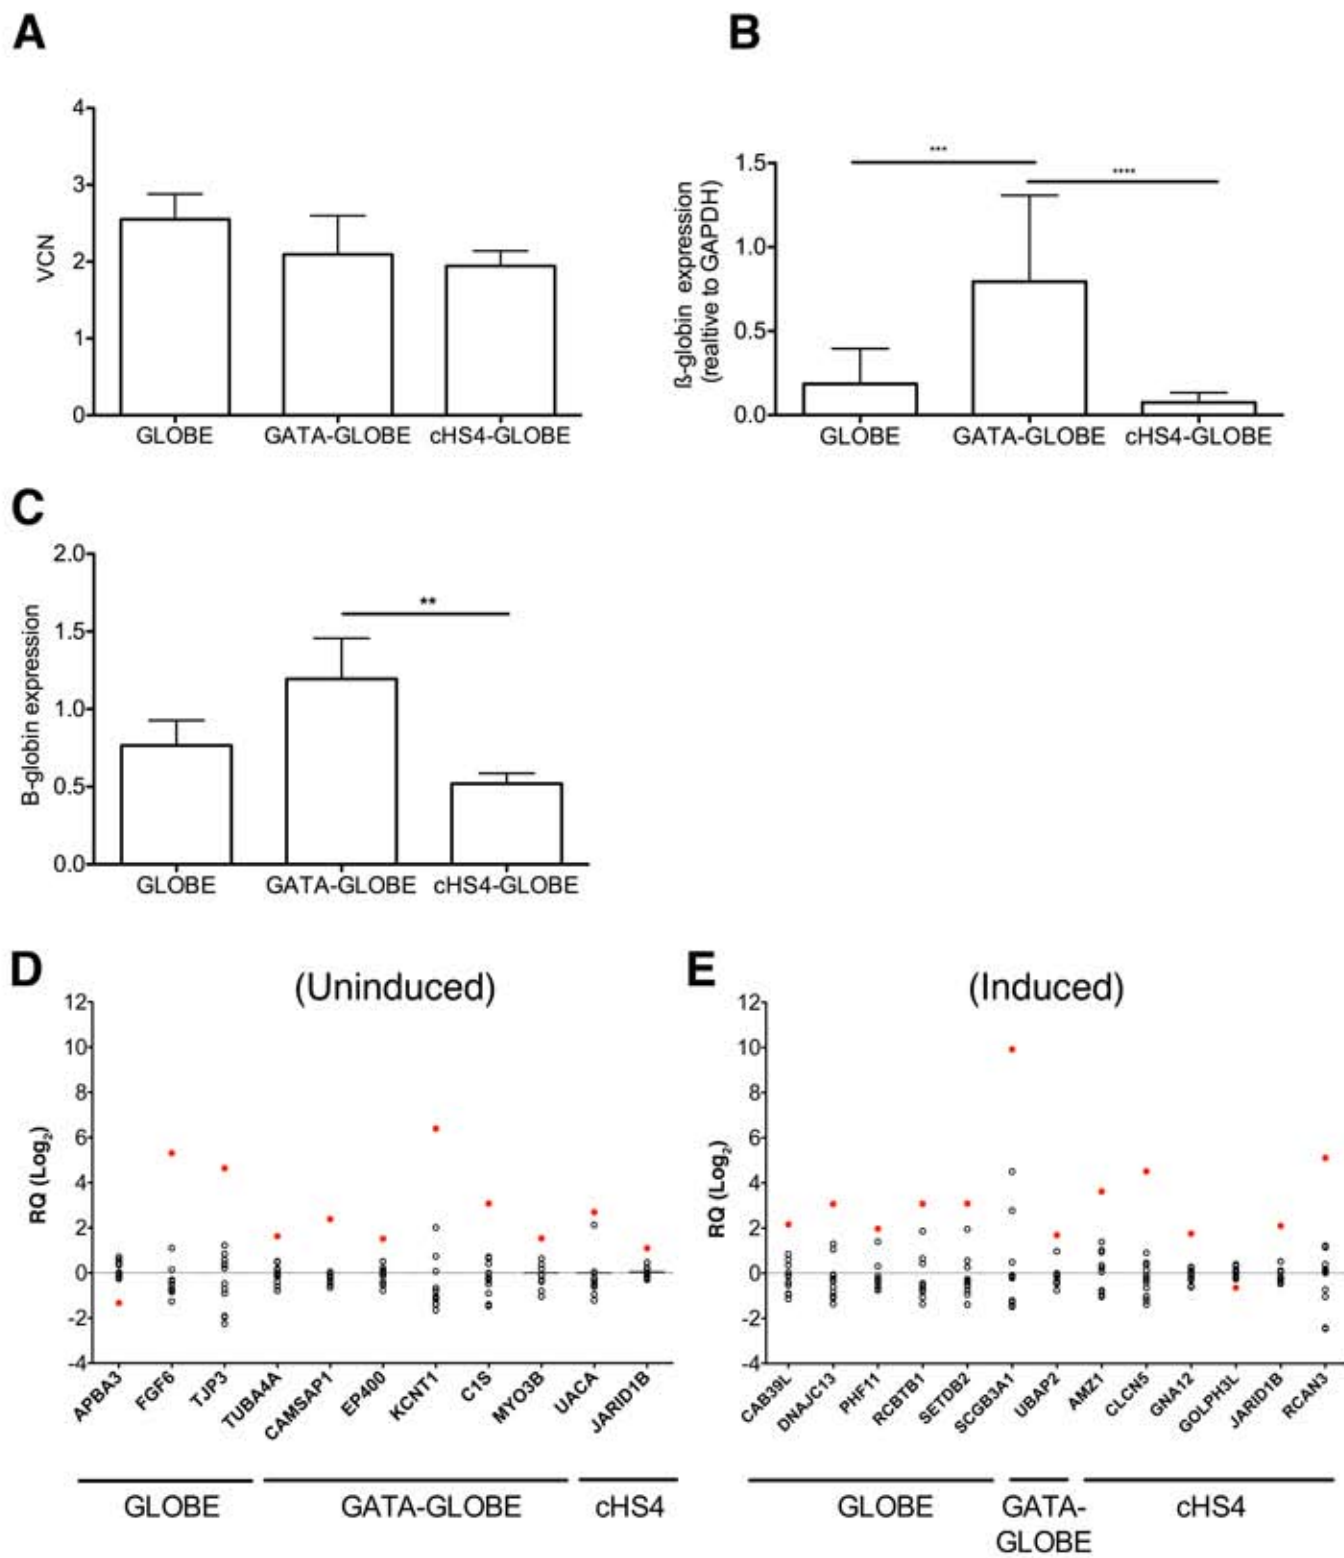 A
4
3
2
1
0
VCN
GLOBE GATA-GLOBE cHS4-GLOBE
B
1.5
1.0
0.5
0.0
ß-globin expression
(realtive to GAPDH)
***
****
GLOBE GATA-GLOBE cHS4-GLOBE
C
2.0
1.5
1.0
0.5
0.0
B-globin expression
**
GLOBE GATA-GLOBE cHS4-GLOBE
D
(Uninduced)
12
10
8
6
4
2
0
-2
-4
RQ (Log₂)
APBA3
FGF6
TJP3
TUBA4A
CAMSAP1
EP400
KCNT1
C1S
MYO3B
UACA
JARID1B
GLOBE GATA-GLOBE cHS4
E
(Induced)
12
10
8
6
4
2
0
-2
-4
RQ (Log₂)
CAB39L
DNAJC13
PHF11
RCBTB1
SETDB2
SCGB3A1
UBAP2
AMZ1
CLCN5
GNA12
GOLPH3L
JARID1B
RCAN3
GLOBE GATA- cHS4
GLOBE